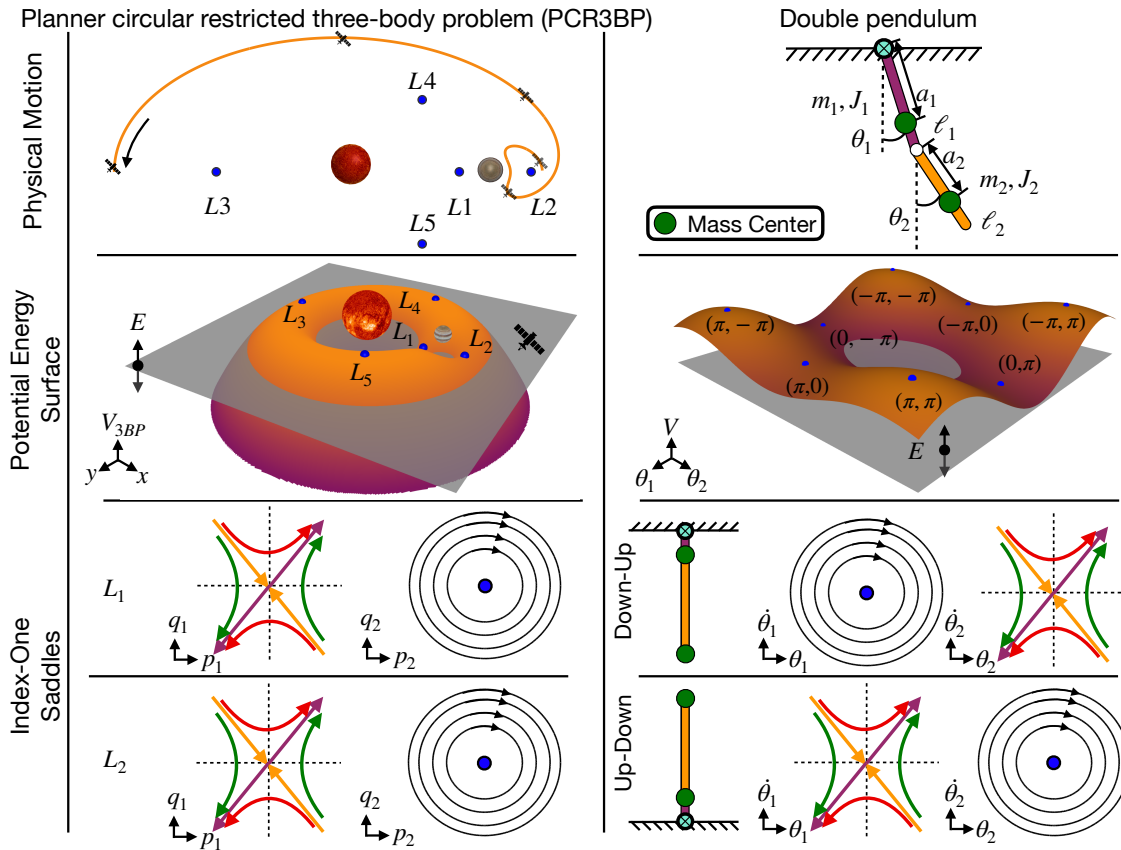 Planner circular restricted three-body problem (PCR3BP)
Double pendulum
Physical Motion
L4
L3
L1
L2
L5
m₁, J₁
a₁
θ₁
ℓ₁
a₂
m₂, J₂
θ₂
ℓ₂
Mass Center
Potential Energy
Surface
E
V₃BP
y
x
L₃
L₄
L₁
L₂
L₅
(π, −π)
(−π, − π)
(0, − π)
(−π,0)
(−π, π)
(π,0)
(π, π)
(0,π)
E
V
θ₁
θ₂
Index-One
Saddles
L₁
q₁
p₁
q₂
p₂
Down-Up
θ̇₁
θ₁
θ̇₂
θ₂
L₂
q₁
p₁
q₂
p₂
Up-Down
θ̇₁
θ₁
θ̇₂
θ₂